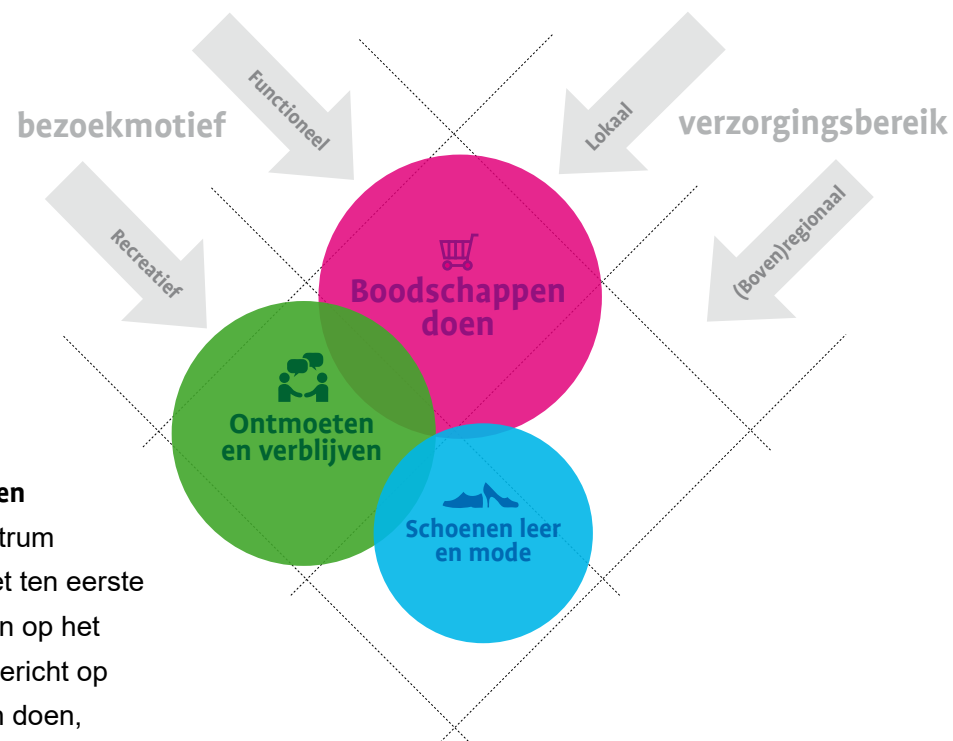 Functioneel
Lokaal
bezoekmotief
verzorgingsbereik
Recreatief
(Boven)regionaal
Boodschappen
doen
Ontmoeten
en verblijven
Schoenen leer
en mode
en
trum
et ten eerste
n op het
ericht op
n doen,